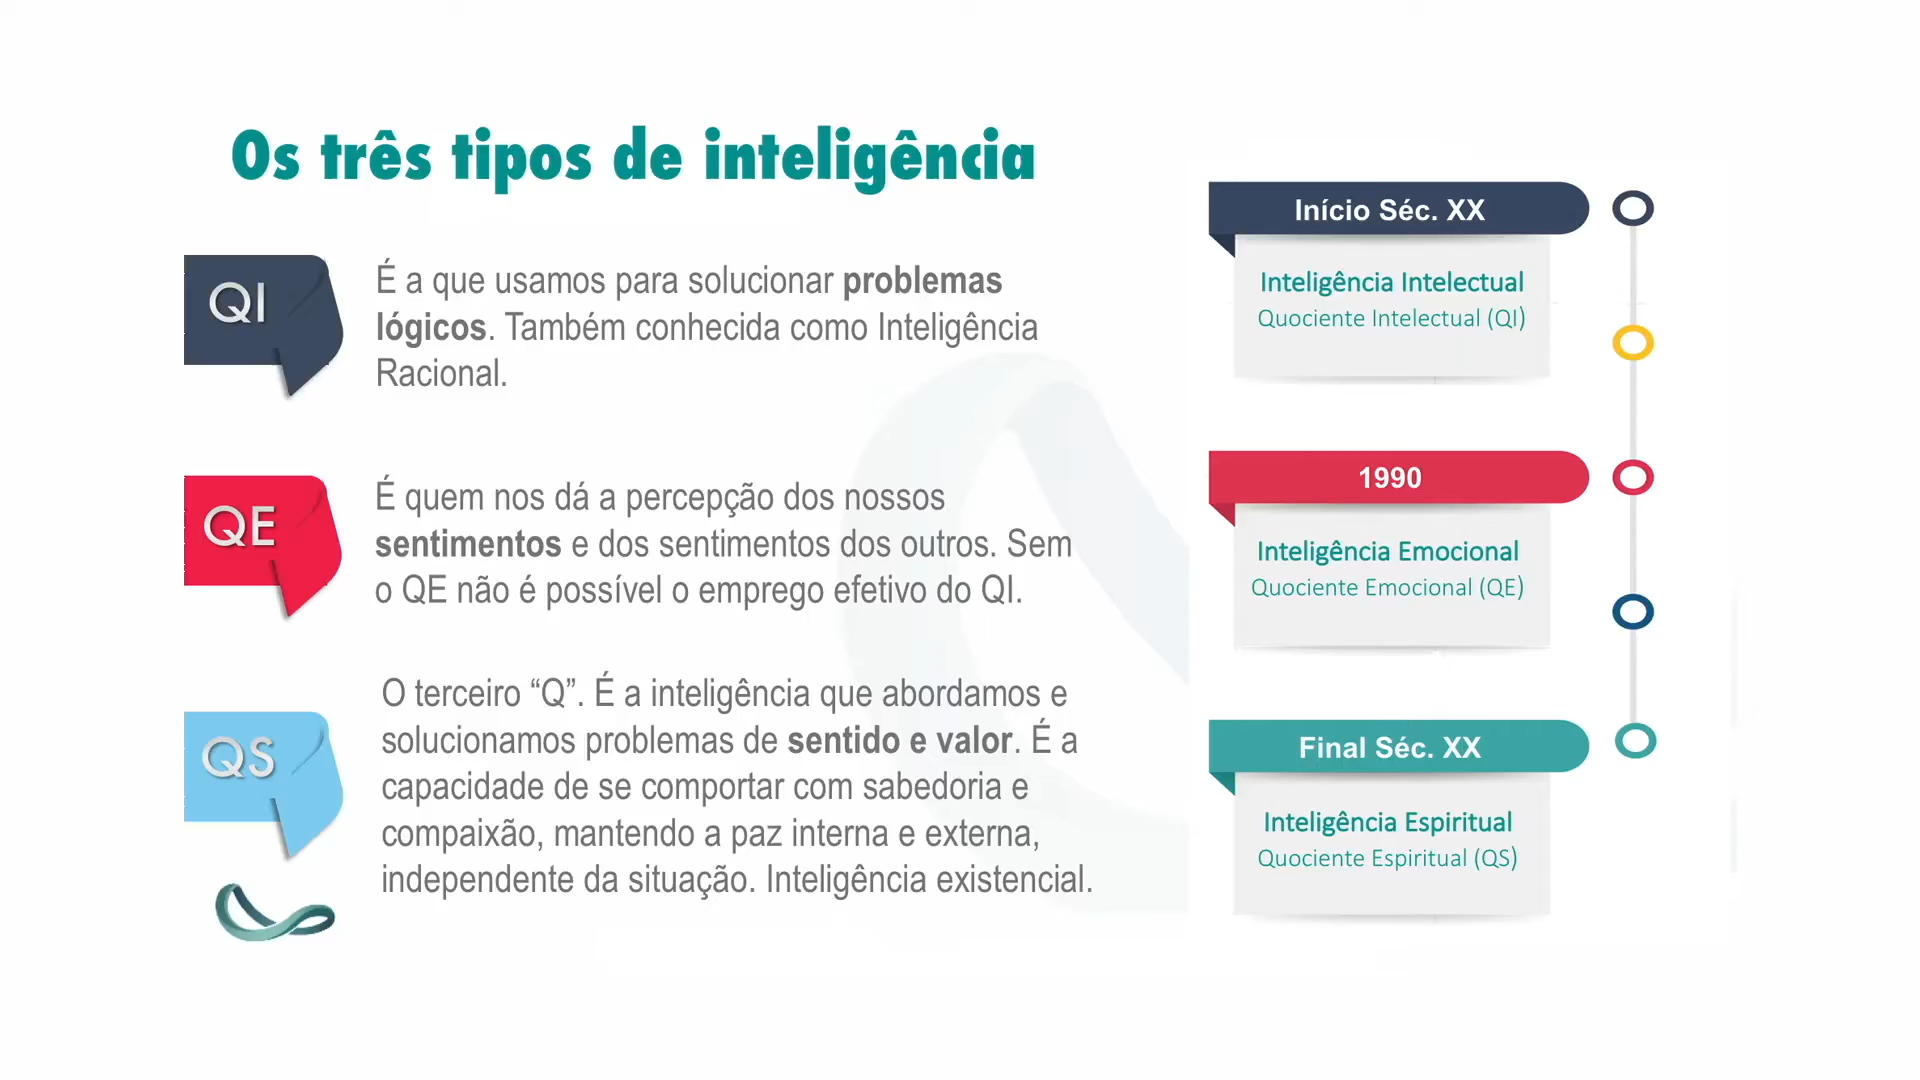 Os três tipos de inteligência
QI
É a que usamos para solucionar problemas
lógicos. Também conhecida como Inteligência
Racional.
QE
É quem nos dá a percepção dos nossos
sentimentos e dos sentimentos dos outros. Sem
o QE não é possível o emprego efetivo do QI.
QS
O terceiro “Q”. É a inteligência que abordamos e
solucionamos problemas de sentido e valor. É a
capacidade de se comportar com sabedoria e
compaixão, mantendo a paz interna e externa,
independente da situação. Inteligência existencial.
Início Séc. XX
Inteligência Intelectual
Quociente Intelectual (QI)
1990
Inteligência Emocional
Quociente Emocional (QE)
Final Séc. XX
Inteligência Espiritual
Quociente Espiritual (QS)